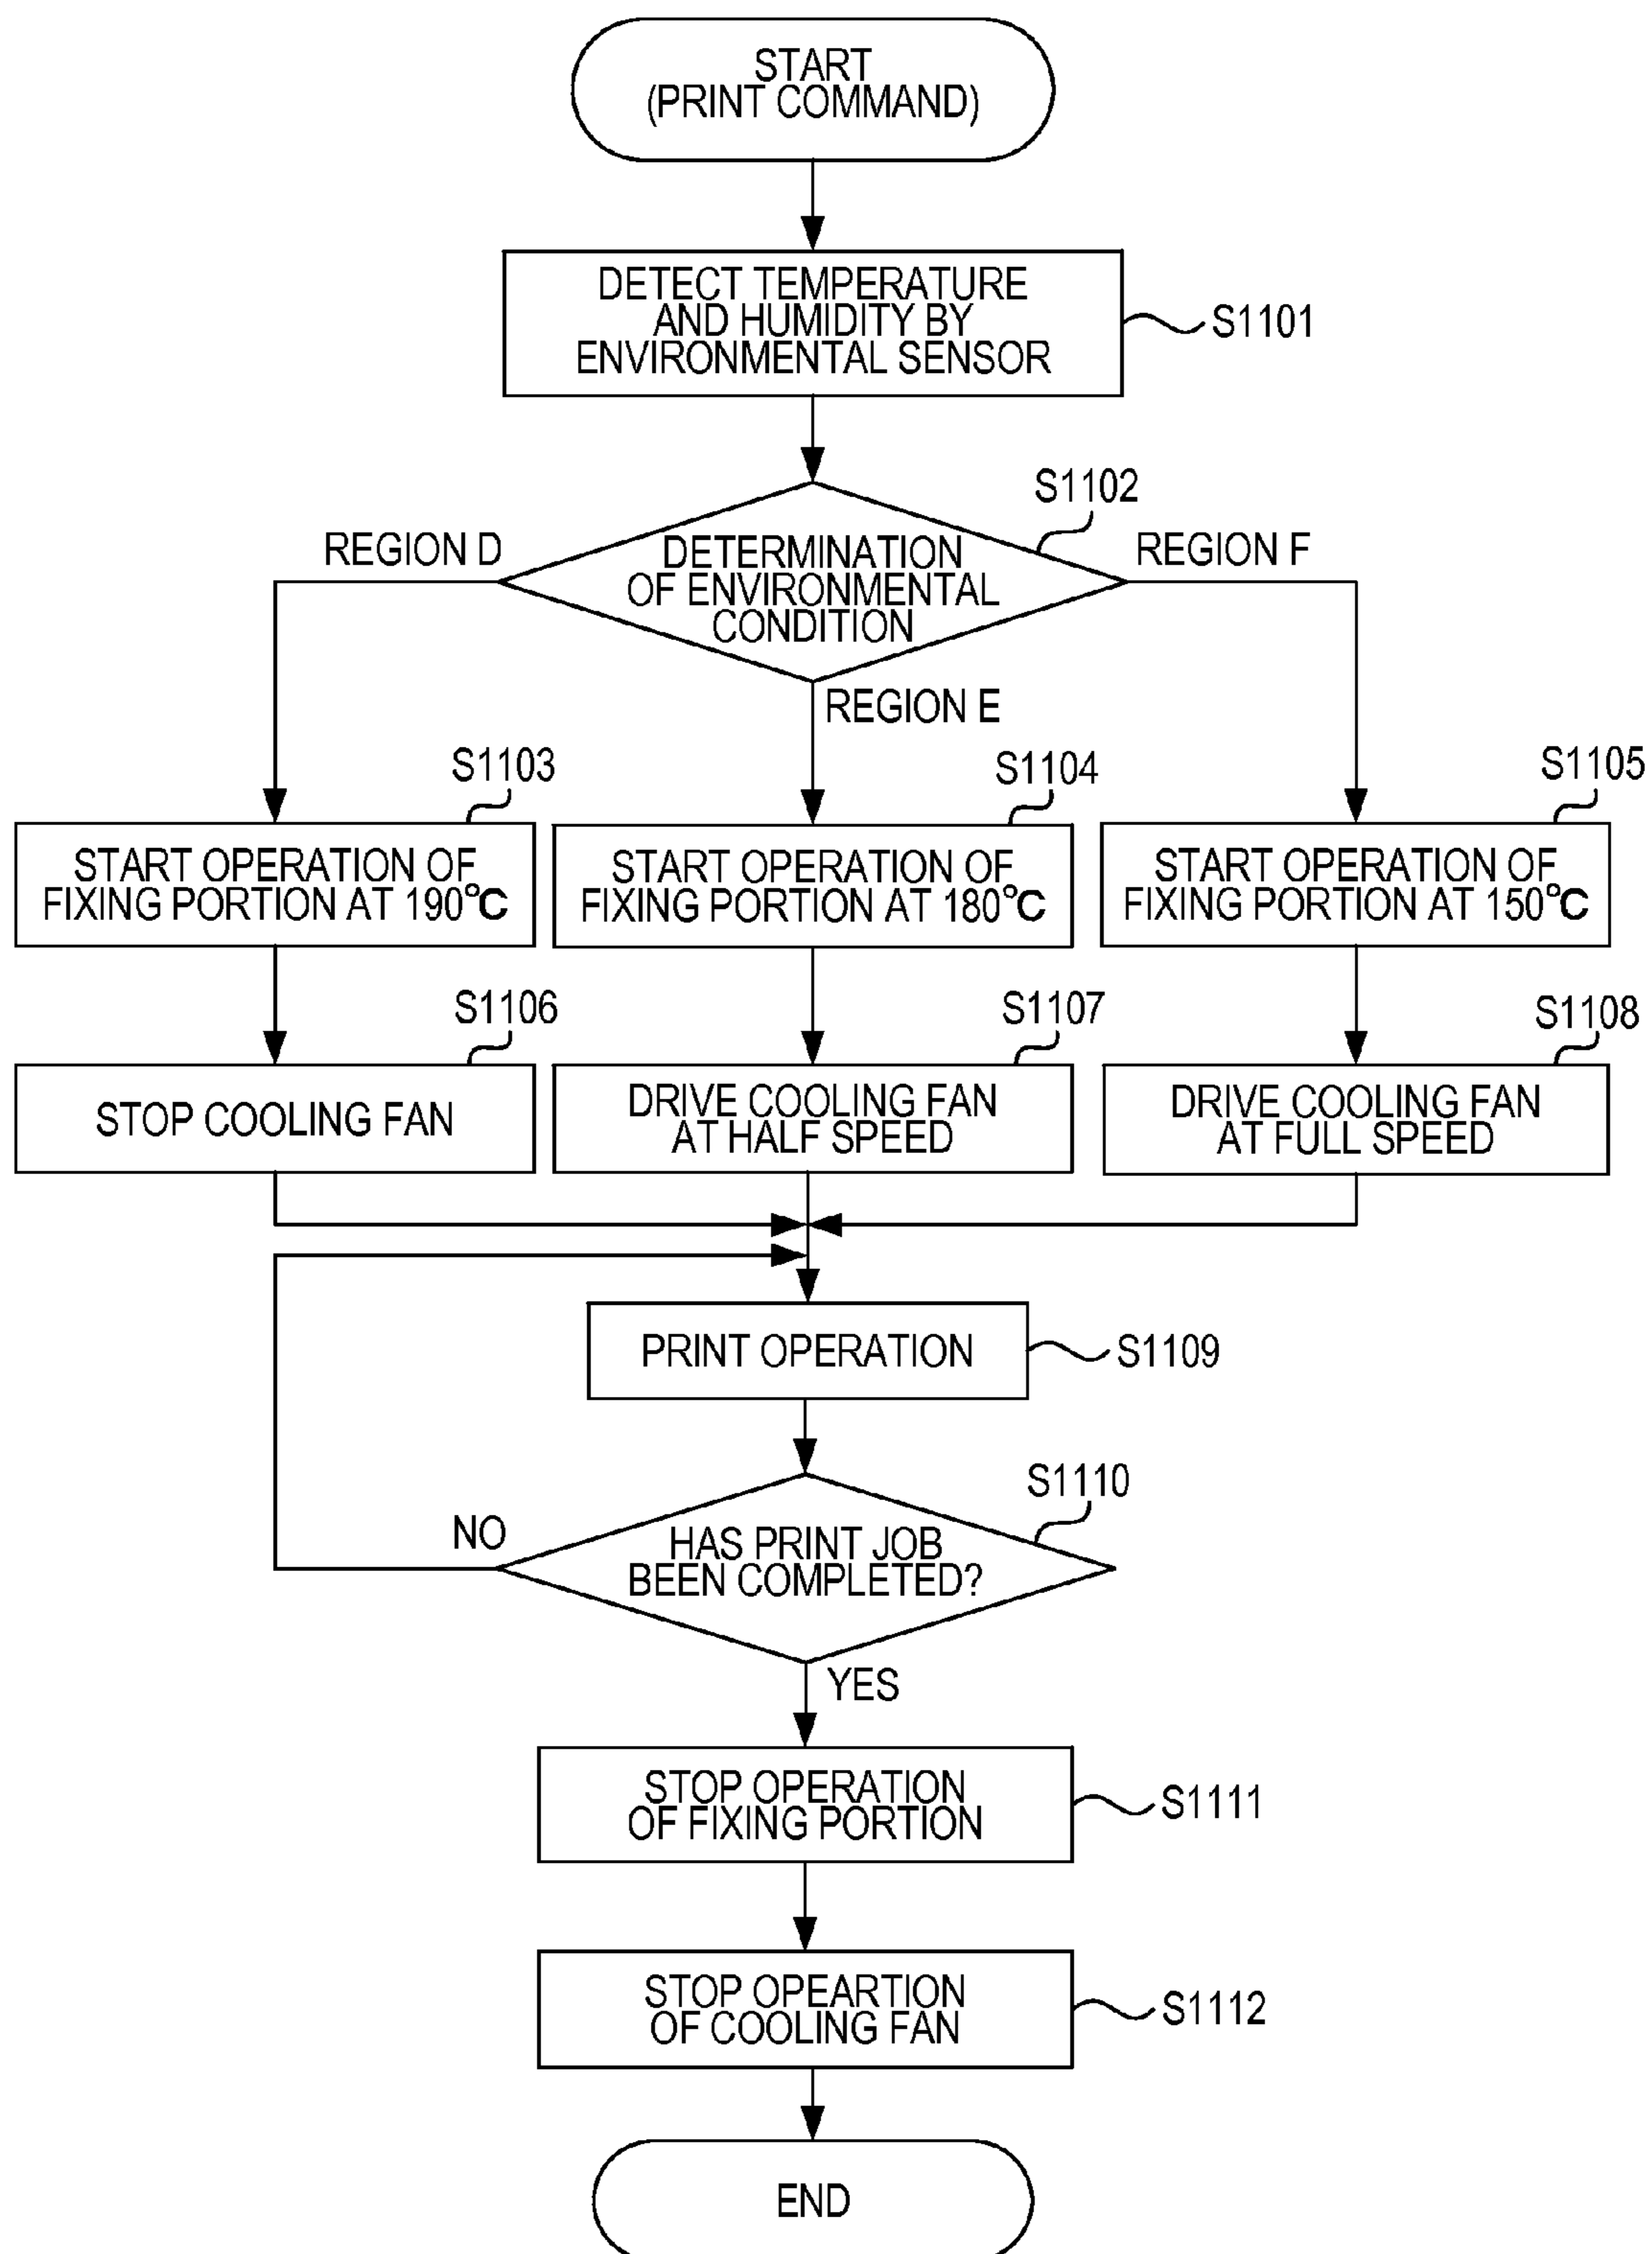 START
(PRINT COMMAND)
DETECT TEMPERATURE
AND HUMIDITY BY
ENVIRONMENTAL SENSOR
S1101
S1102
REGION D
DETERMINATION
OF ENVIRONMENTAL
CONDITION
REGION F
REGION E
S1103
S1104
S1105
START OPERATION OF
FIXING PORTION AT 190°C
START OPERATION OF
FIXING PORTION AT 180°C
START OPERATION OF
FIXING PORTION AT 150°C
S1106
S1107
S1108
STOP COOLING FAN
DRIVE COOLING FAN
AT HALF SPEED
DRIVE COOLING FAN
AT FULL SPEED
PRINT OPERATION
S1109
S1110
NO
HAS PRINT JOB
BEEN COMPLETED?
YES
STOP OPERATION
OF FIXING PORTION
S1111
STOP OPEARTION
OF COOLING FAN
S1112
END